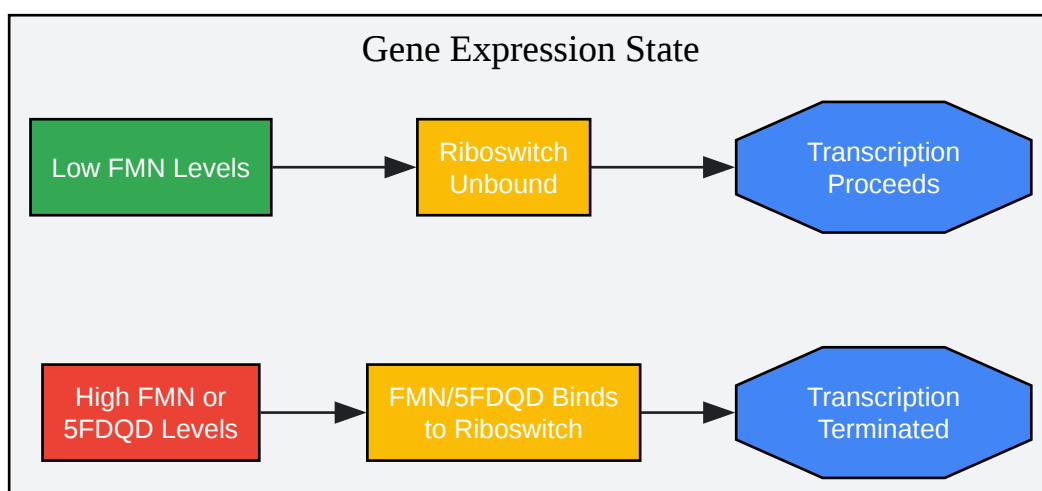 Gene Expression State
Low FMN Levels
Riboswitch
Unbound
Transcription
Proceeds
High FMN or
5FDQD Levels
FMN/5FDQD Binds
to Riboswitch
Transcription
Terminated